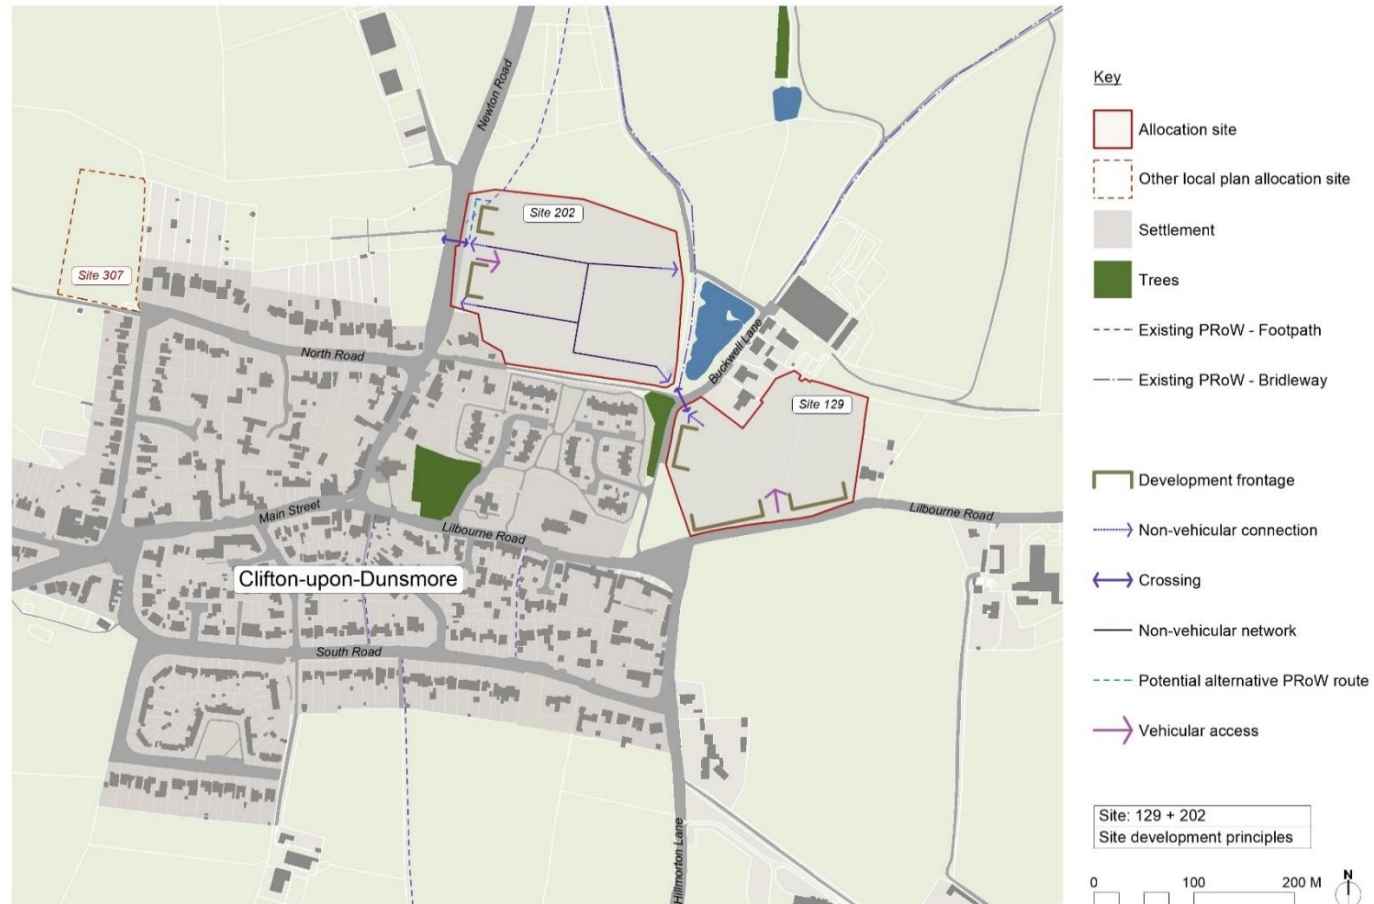 Newton Road
Site 202
Site 307
North Road
Buckwell Lane
Site 129
Main Street
Lilbourne Road
Lilbourne Road
Clifton-upon-Dunsmore
South Road
Hillmorton Lane
Key
Allocation site
Other local plan allocation site
Settlement
Trees
Existing PRoW - Footpath
Existing PRoW - Bridleway
Development frontage
Non-vehicular connection
Crossing
Non-vehicular network
Potential alternative PRoW route
Vehicular access
Site: 129 + 202
Site development principles
0 100 200 M
N